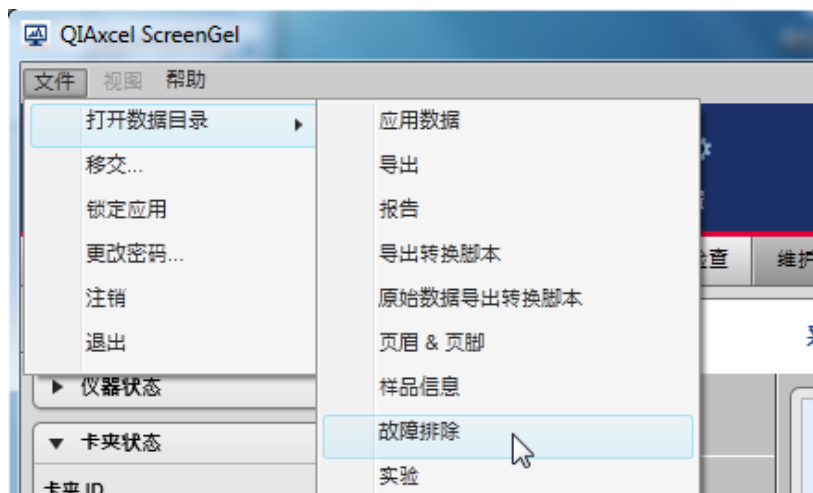 QIAxcel ScreenGel
文件 视图 帮助
打开数据目录
移交...
锁定应用
更改密码...
注销
退出
应用数据
导出
报告
导出转换脚本
原始数据导出转换脚本
页眉 & 页脚
样品信息
故障排除
实验
查
维护
仪器状态
卡夹状态
卡夹 ID